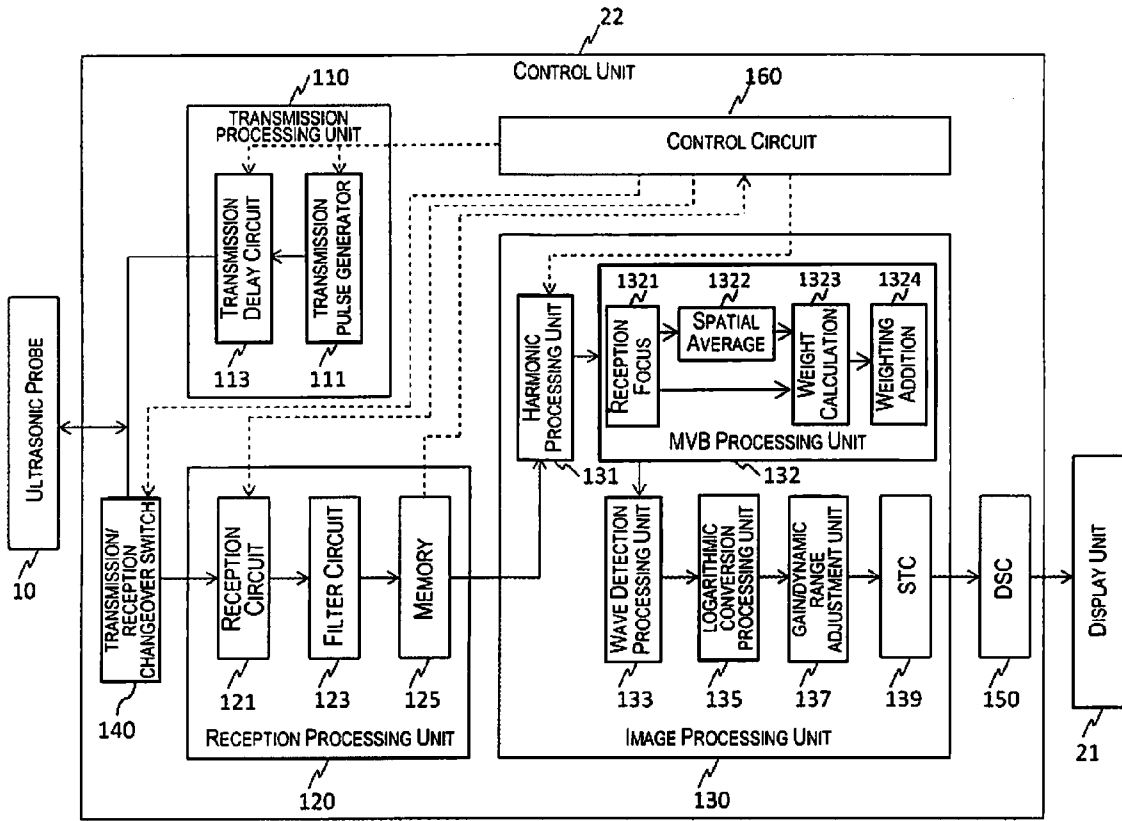 22
CONTROL UNIT
110
TRANSMISSION
PROCESSING UNIT
160
CONTROL CIRCUIT
TRANSMISSION
DELAY CIRCUIT
113
TRANSMISSION
PULSE GENERATOR
111
ULTRASONIC PROBE
10
HARMONIC
PROCESSING UNIT
131
1321
RECEPTION
FOCUS
1322
SPATIAL
AVERAGE
1323
WEIGHT
CALCULATION
1324
WEIGHTING
ADDITION
MVB PROCESSING UNIT
132
TRANSMISSION/
RECEPTION
CHANGEOVER SWITCH
140
RECEPTION
CIRCUIT
121
FILTER CIRCUIT
123
MEMORY
125
RECEPTION PROCESSING UNIT
120
WAVE DETECTION
PROCESSING UNIT
133
LOGARITHMIC
CONVERSION
PROCESSING UNIT
135
GAIN/DYNAMIC
RANGE
ADJUSTMENT UNIT
137
STC
139
IMAGE PROCESSING UNIT
130
DSC
150
DISPLAY UNIT
21